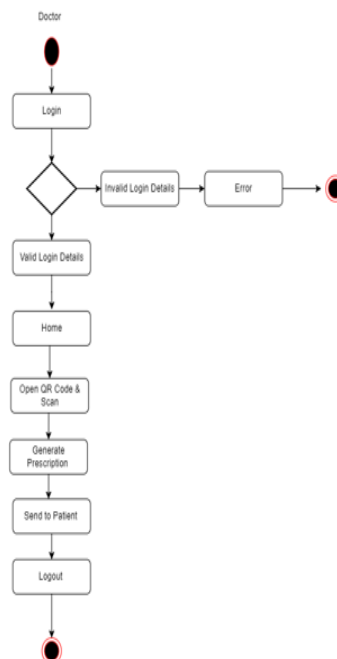 Doctor
Login
Invalid Login Details
Error
Valid Login Details
Home
Open QR Code &
Scan
Generate
Prescription
Send to Patient
Logout